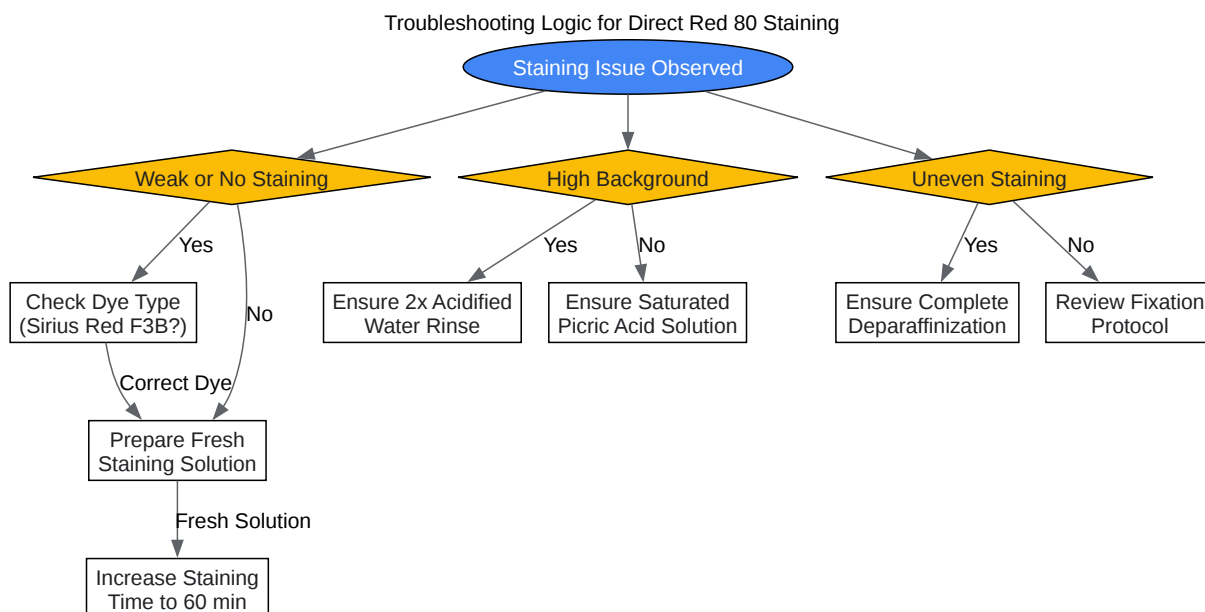 Troubleshooting Logic for Direct Red 80 Staining
Staining Issue Observed
Weak or No Staining
High Background
Uneven Staining
Yes
No
Yes
No
Yes
No
Check Dye Type
(Sirius Red F3B?)
Ensure 2x Acidified
Water Rinse
Ensure Saturated
Picric Acid Solution
Ensure Complete
Deparaffinization
Review Fixation
Protocol
Correct Dye
Prepare Fresh
Staining Solution
Fresh Solution
Increase Staining
Time to 60 min